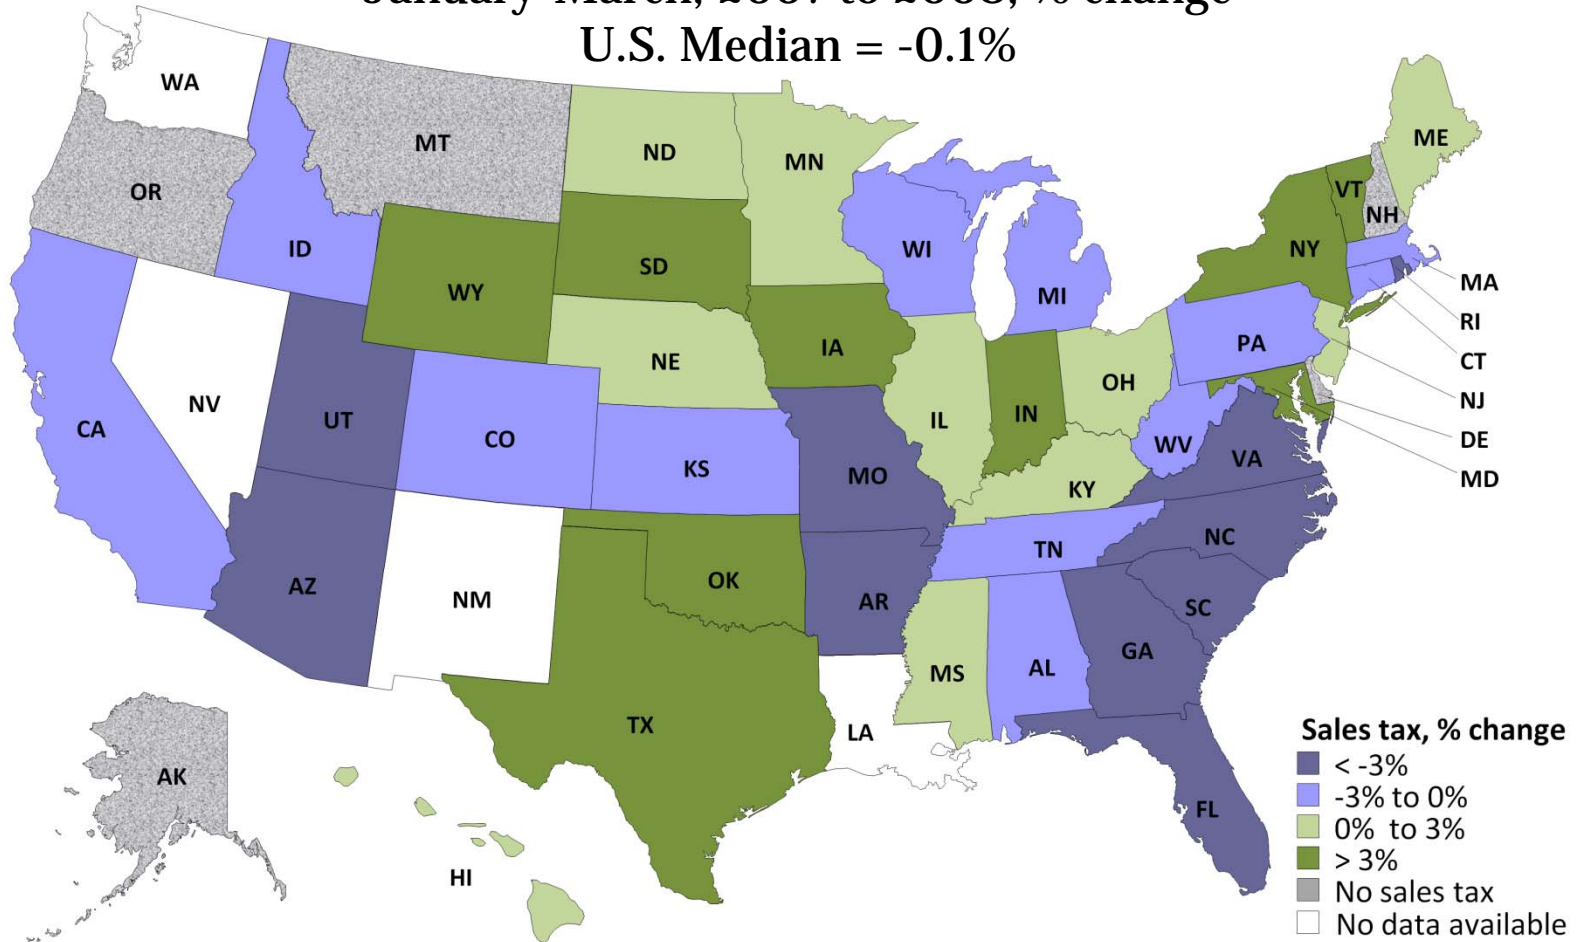 U.S. Median = -0.1%
WA
MT
ND
MN
ME
OR
VT
NH
ID
WI
NY
SD
WY
MI
MA
RI
PA
CT
NE
IA
OH
NJ
NV
UT
IL
IN
DE
CA
CO
WV
VA
MD
KS
MO
KY
NC
TN
AZ
NM
OK
AR
SC
MS
AL
GA
TX
LA
AK
FL
HI
Sales tax, % change
< -3%
-3% to 0%
0% to 3%
> 3%
No sales tax
No data available